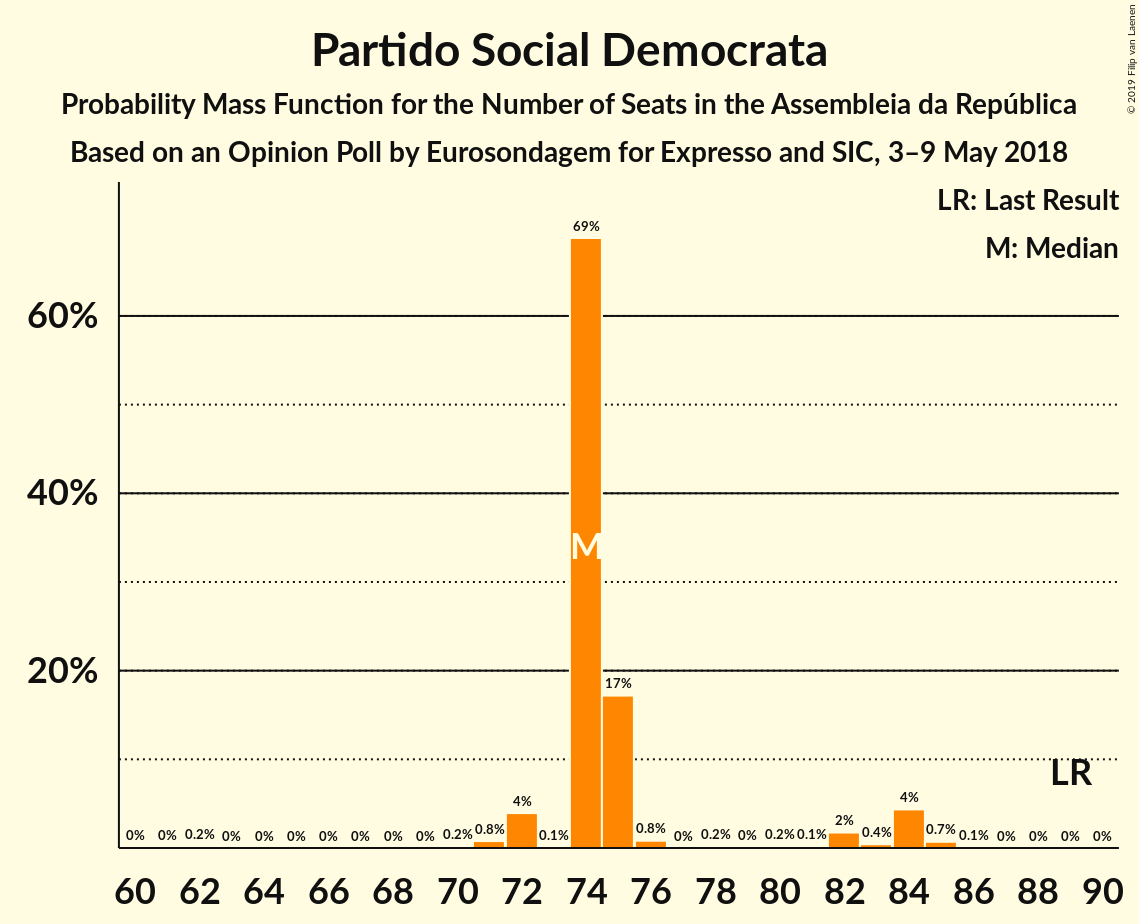 © 2019 Filip van Laenen
Partido Social Democrata
Probability Mass Function for the Number of Seats in the Assembleia da República
Based on an Opinion Poll by Eurosondagem for Expresso and SIC, 3–9 May 2018
LR: Last Result
M: Median
69%
60%
40%
M
20%
17%
LR
4% 2% 4%
0% 0% 0.2% 0% 0% 0% 0% 0% 0% 0% 0.2% 0.8% 0.1% 0.8% 0% 0.2% 0% 0.2% 0.1% 0.4% 0.7% 0.1% 0% 0% 0% 0%
60 62 64 66 68 70 72 74 76 78 80 82 84 86 88 90